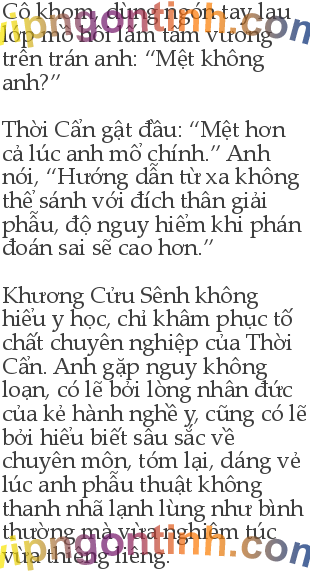 Cô khom, dùng ngón tay lau
lớp mồ hôi lấm tấm vương
trên trán anh: “Mệt không
anh?”

Thời Cẩn gật đầu: “Mệt hơn
cả lúc anh mổ chính.” Anh
nói, “Hướng dẫn từ xa không
thể sánh với đích thân giải
phẫu, độ nguy hiểm khi phán
đoán sai sẽ cao hơn.”

Khương Cửu Sênh không
hiểu y học, chỉ khâm phục tố
chất chuyên nghiệp của Thời
Cẩn. Anh gặp nguy không
loạn, có lẽ bởi lòng nhân đức
của kẻ hành nghề y, cũng có lẽ
bởi hiểu biết sâu sắc về
chuyên môn, tóm lại, dáng vẻ
lúc anh phẫu thuật không
thanh nhã lạnh lùng như bình
thường mà vừa nghiêm túc
vừa thiêng liêng.
vipngontinh.com
vipngontinh.com